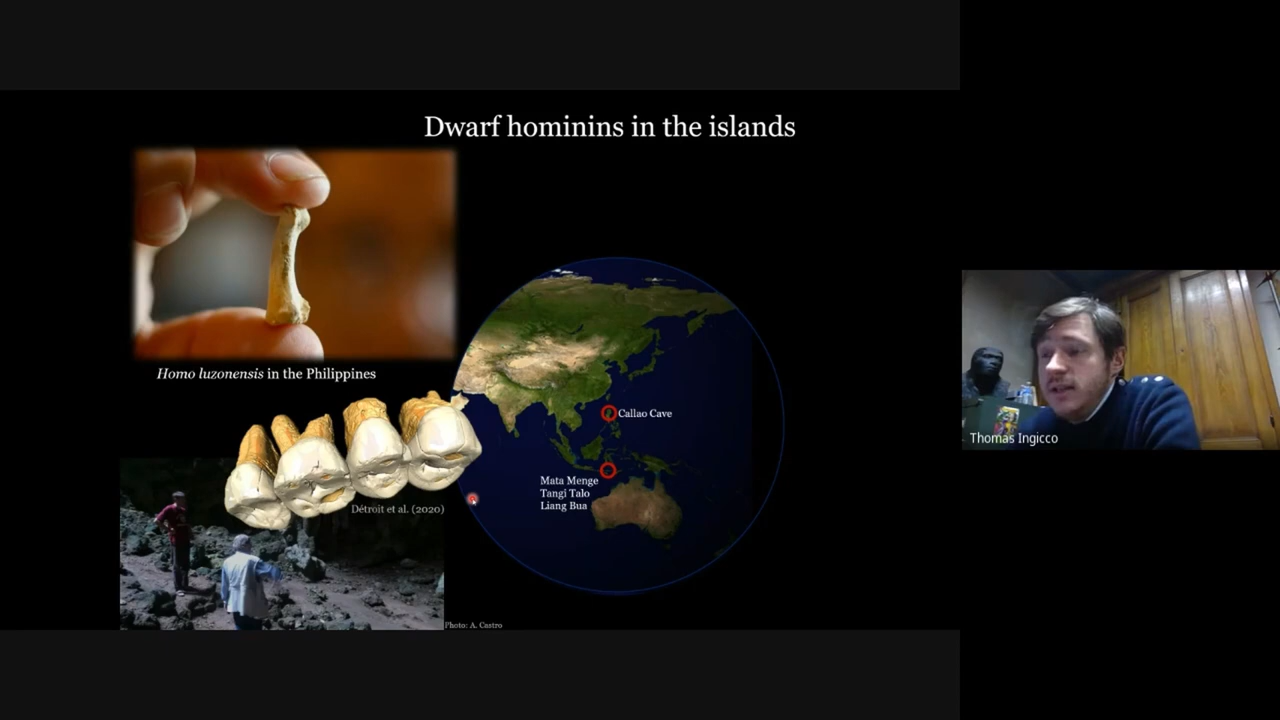 Dwarf hominins in the islands
Homo luzonensis in the Philippines
Callao Cave
Mata Menge
Tangi Talo
Liang Bua
Détroit et al. (2020)
Photo: A. Castro
Thomas Ingicco